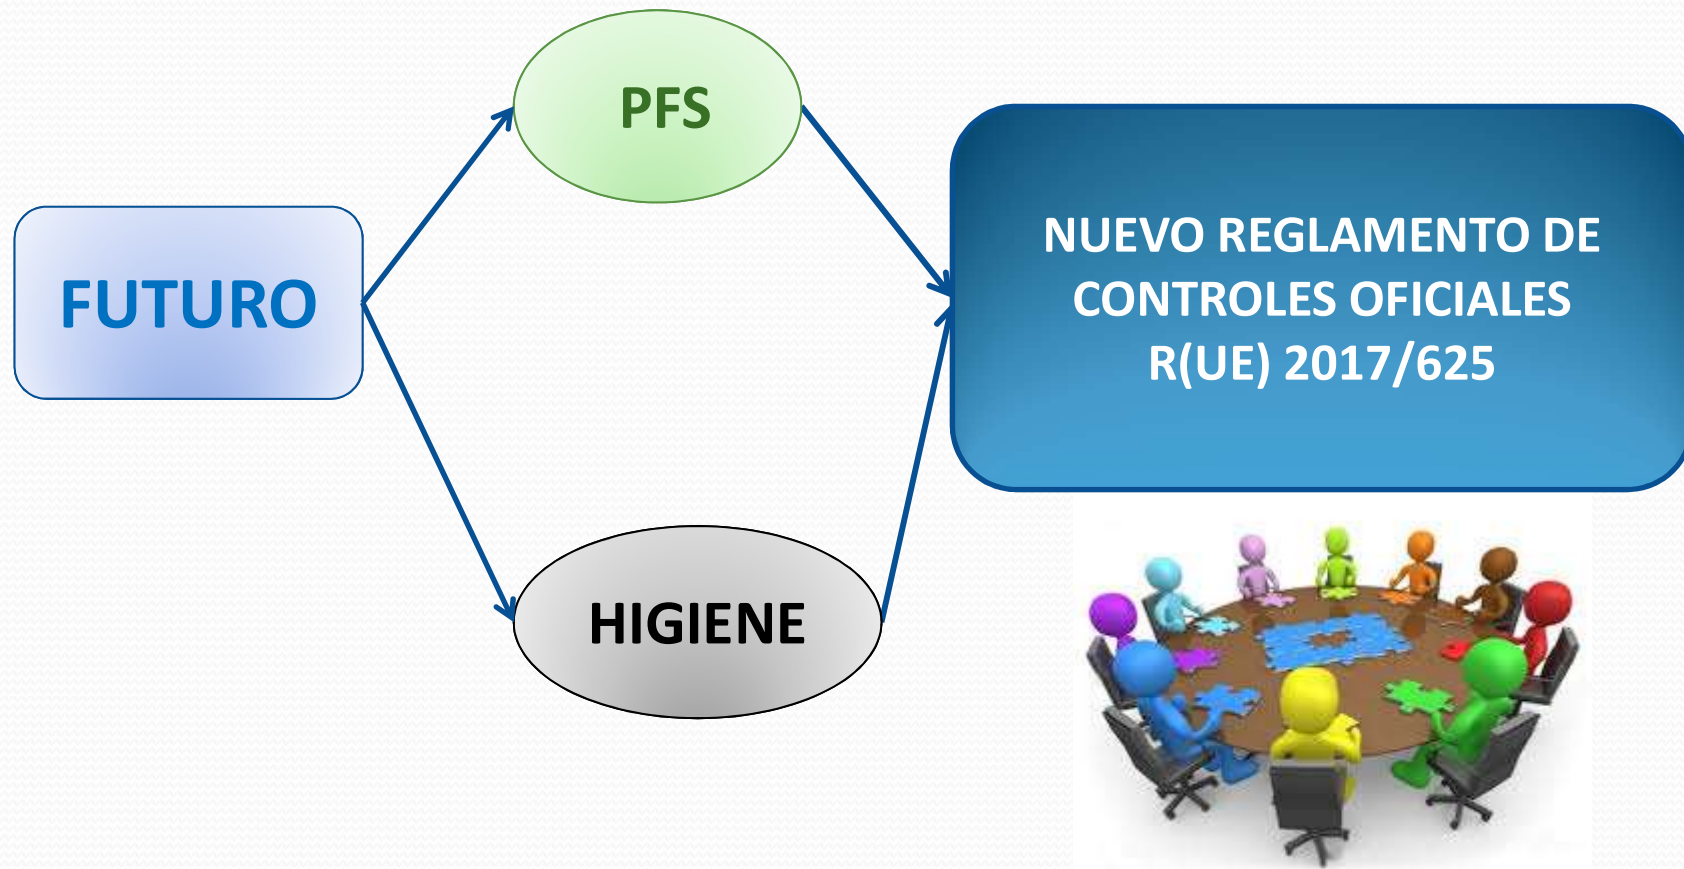 PFS
FUTURO
NUEVO REGLAMENTO DE
CONTROLES OFICIALES
R(UE) 2017/625
HIGIENE